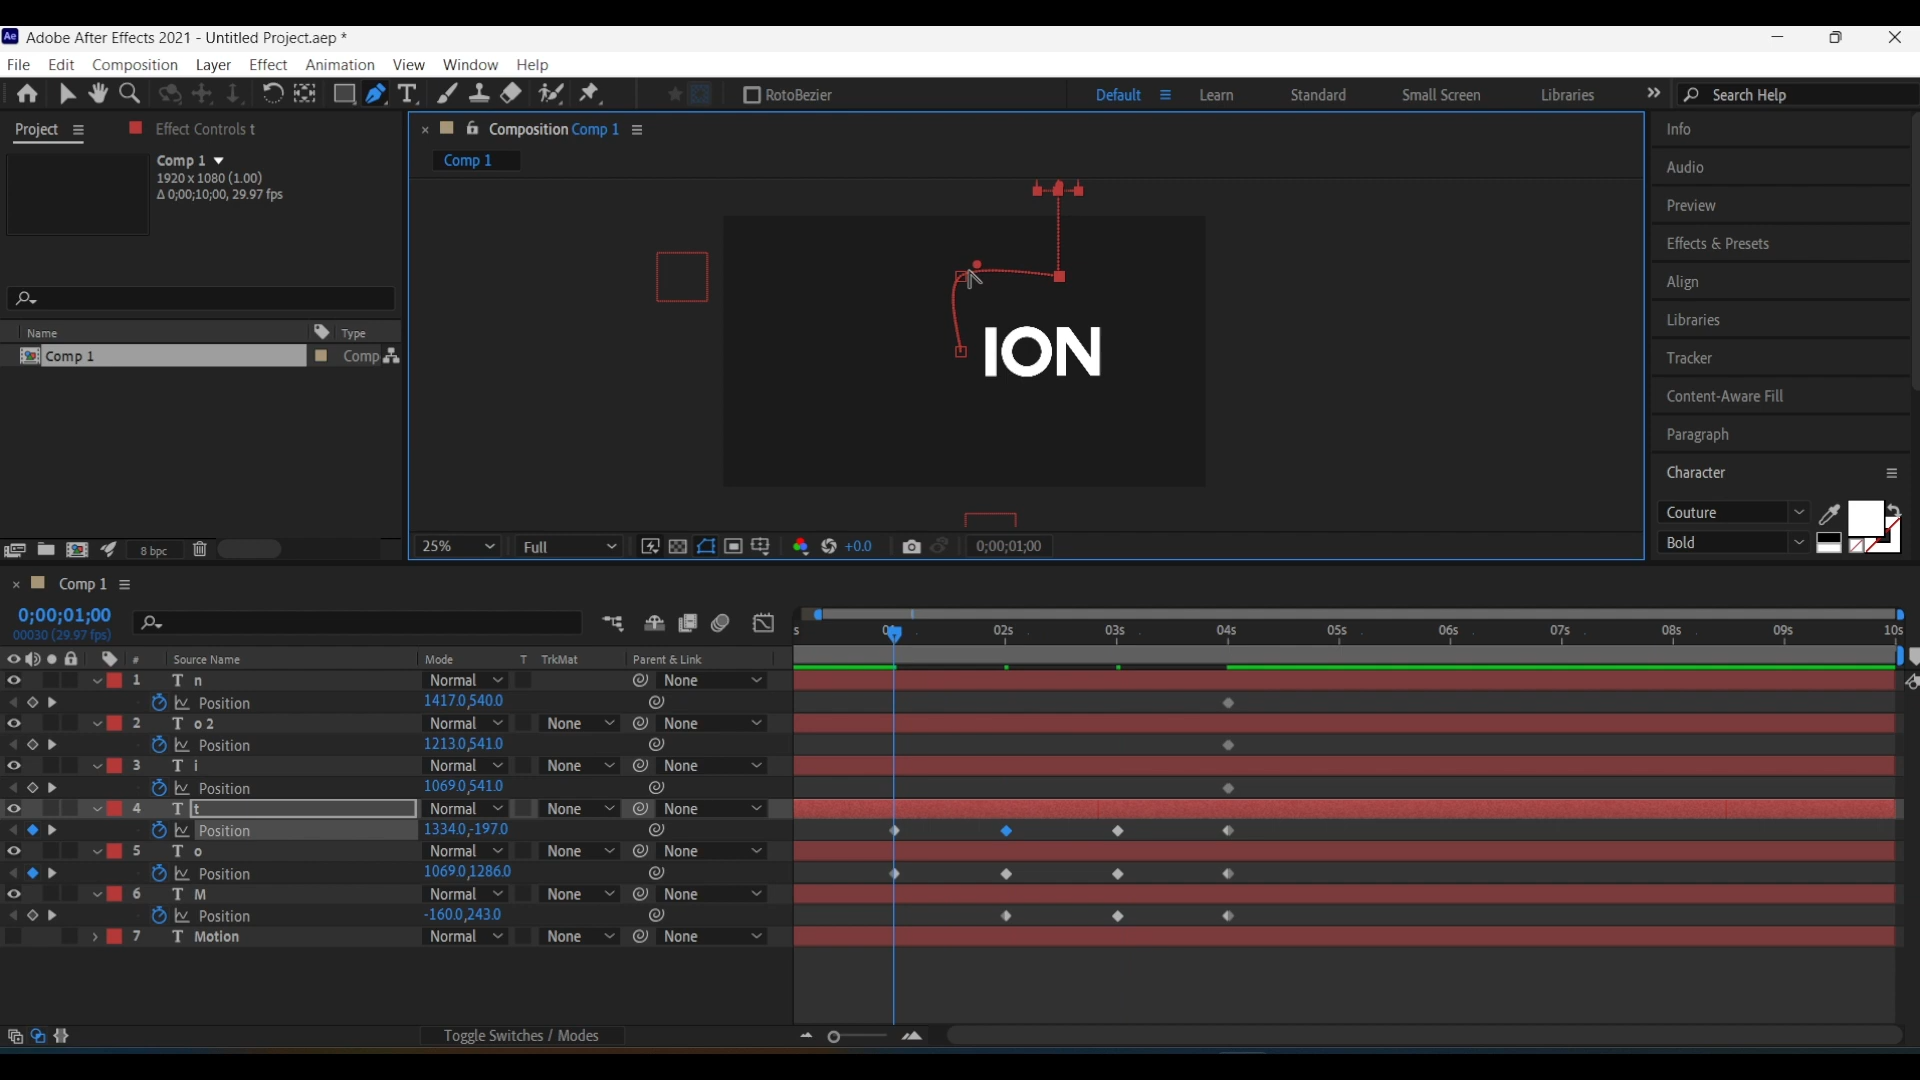 Ae Adobe After Effects 2021 - Untitled Project.aep *
File Edit Composition Layer Effect Animation View Window Help
RotoBezier Default Learn Standard Small Screen Libraries Search Help
Project Effect Controls t
Comp 1
1920 x 1080 (1.00)
Δ 0;00;10;00, 29.97 fps
Name Type
Comp 1 Comp
8 bpc
Composition Comp 1
Comp 1
ION
25% Full +0.0 0;00;01;00
Info
Audio
Preview
Effects & Presets
Align
Libraries
Tracker
Content-Aware Fill
Paragraph
Character
Couture
Bold
Comp 1
0;00;01;00
00030 (29.97 fps)
s 02s 03s 04s 05s 06s 07s 08s 09s 10s
# Source Name Mode T TrkMat Parent & Link
1 T n Normal None
Position 1417.0,540.0
2 T o 2 Normal None None
Position 1213.0,541.0
3 T i Normal None None
Position 1069.0,541.0
4 T t Normal None None
Position 1334.0,-197.0
5 T o Normal None None
Position 1069.0,1286.0
6 T M Normal None None
Position -160.0,243.0
7 T Motion Normal None None
Toggle Switches / Modes